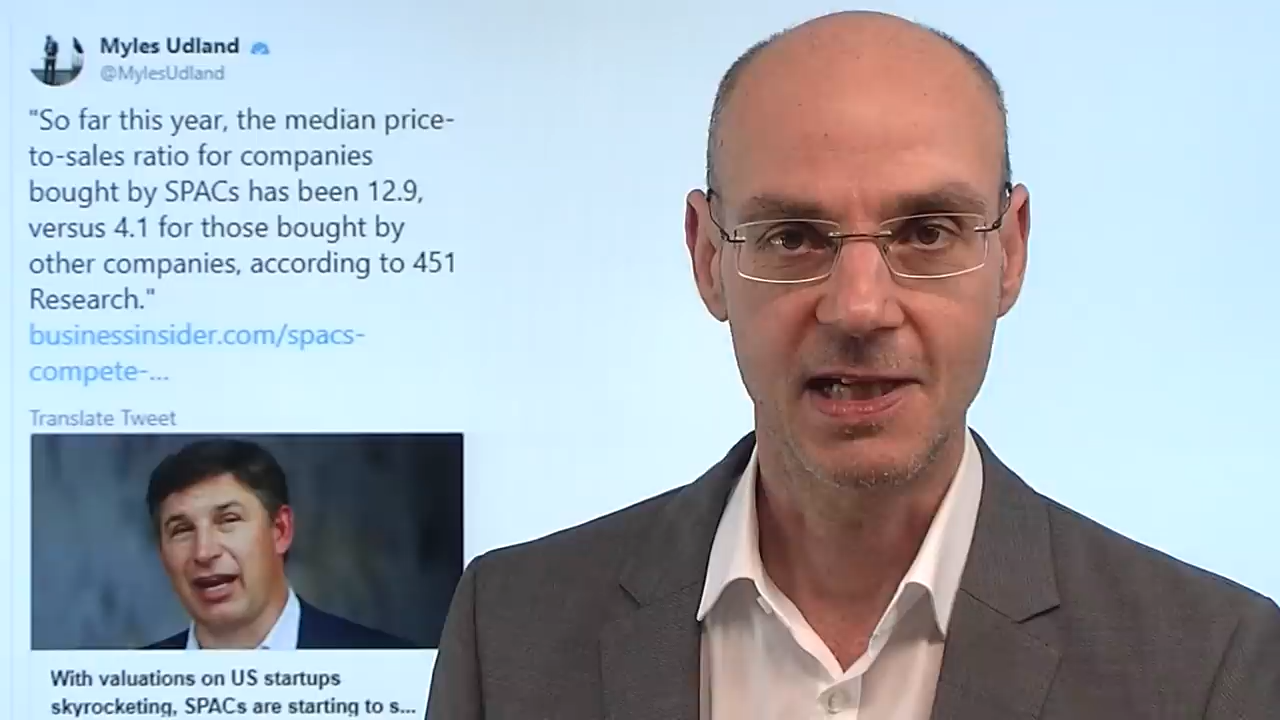 Myles Udland
@MylesUdland
"So far this year, the median price-
to-sales ratio for companies
bought by SPACs has been 12.9,
versus 4.1 for those bought by
other companies, according to 451
Research."
businessinsider.com/spacs-
compete-...
Translate Tweet
With valuations on US startups
skyrocketing, SPACs are starting to s...